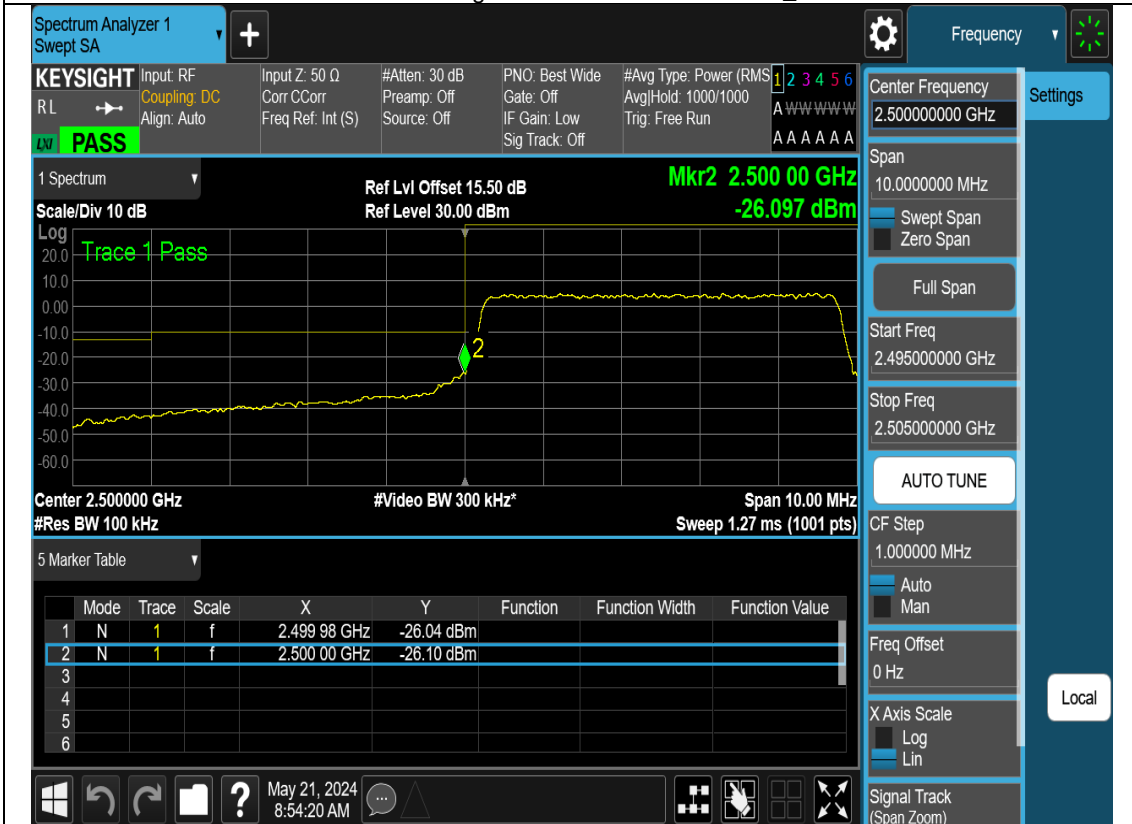 Spectrum Analyzer 1
Swept SA
+
Frequency
KEYSIGHT
R L
LXI PASS
Input: RF
Coupling: DC
Align: Auto
Input Z: 50 Ω
Corr CCorr
Freq Ref: Int (S)
#Atten: 30 dB
Preamp: Off
Source: Off
PNO: Best Wide
Gate: Off
IF Gain: Low
Sig Track: Off
#Avg Type: Power (RMS
Avg|Hold: 1000/1000
Trig: Free Run
1 2 3 4 5 6
A W W W W W
A A A A A A
1 Spectrum
Scale/Div 10 dB
Ref Lvl Offset 15.50 dB
Ref Level 30.00 dBm
Mkr2 2.500 00 GHz
-26.097 dBm
Log
Trace 1 Pass
20.0
10.0
0.00
-10.0
-20.0
-30.0
-40.0
-50.0
-60.0
2
Center 2.500000 GHz
#Res BW 100 kHz
#Video BW 300 kHz*
Span 10.00 MHz
Sweep 1.27 ms (1001 pts)
5 Marker Table
Mode Trace Scale X Y Function Function Width Function Value
1 N 1 f 2.499 98 GHz -26.04 dBm
2 N 1 f 2.500 00 GHz -26.10 dBm
3
4
5
6
?
May 21, 2024
8:54:20 AM
Center Frequency
2.500000000 GHz
Settings
Span
10.0000000 MHz
Swept Span
Zero Span
Full Span
Start Freq
2.495000000 GHz
Stop Freq
2.505000000 GHz
AUTO TUNE
CF Step
1.000000 MHz
Auto
Man
Freq Offset
0 Hz
Local
X Axis Scale
Log
Lin
Signal Track
(Span Zoom)